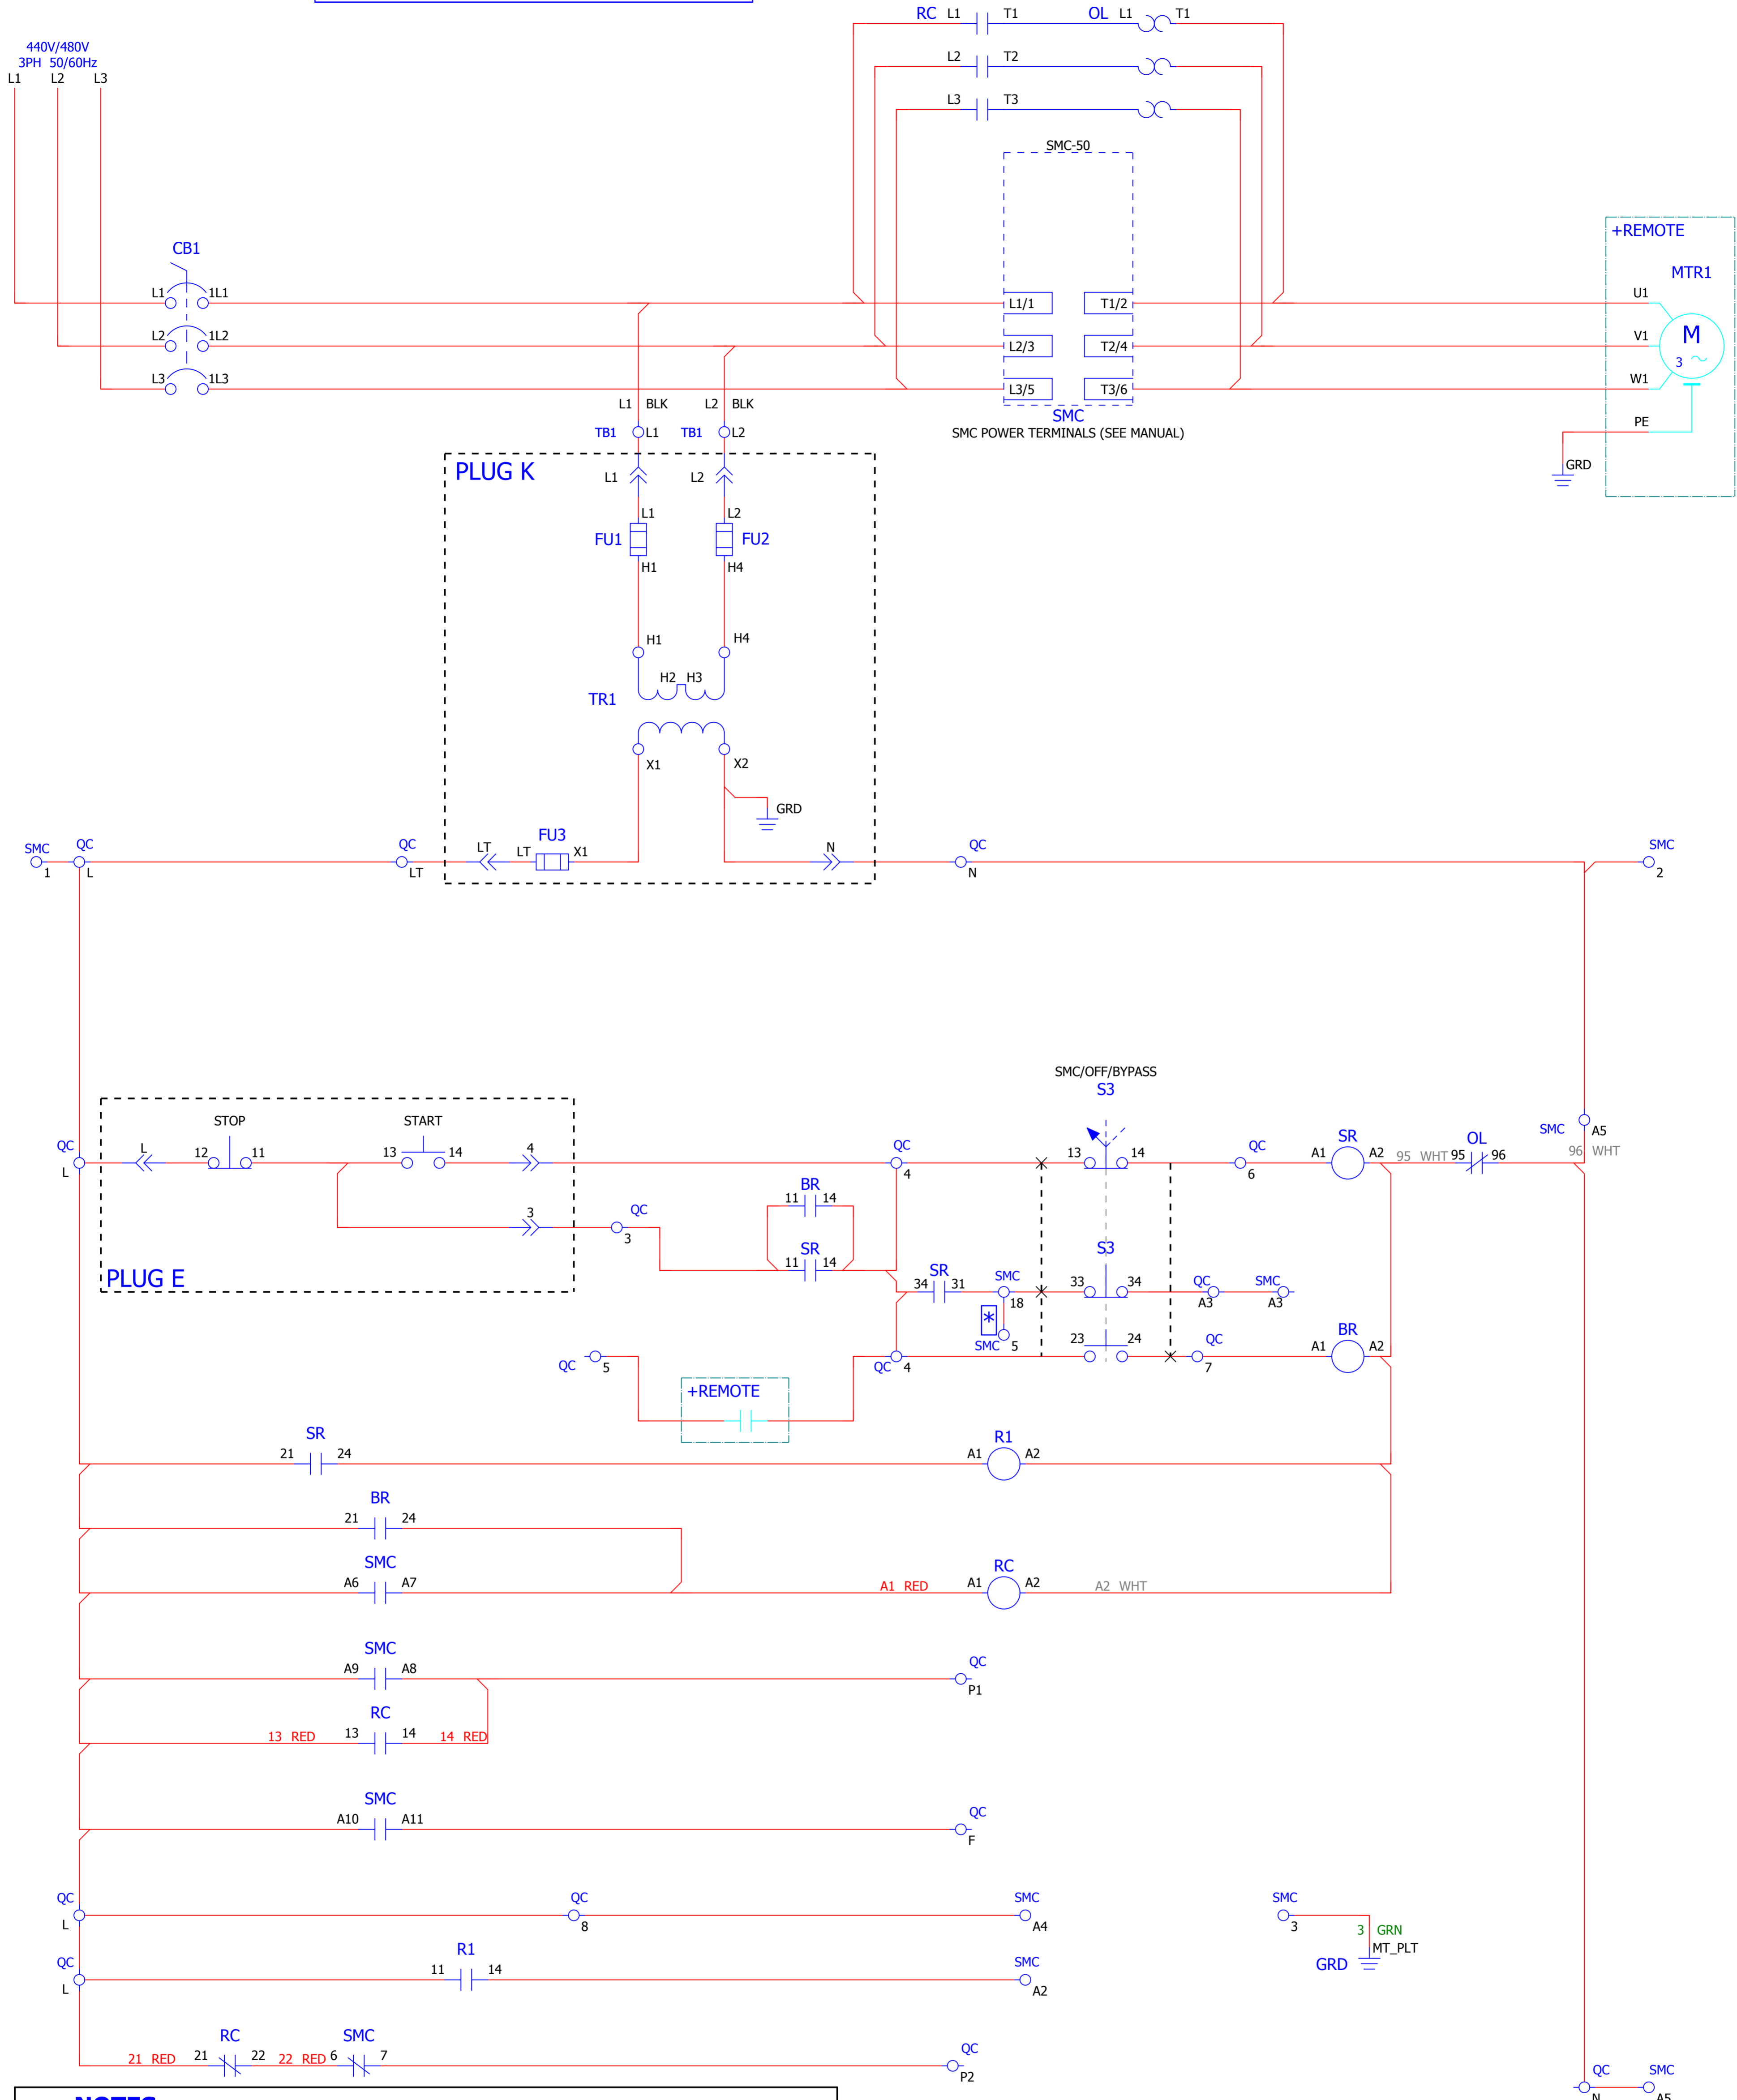 RC L1 T1 OL L1 T1
440V/480V
3PH 50/60Hz
L1 L2 L3
L2 T2
L3 T3
SMC-50
+REMOTE
CB1
MTR1
L1 1L1 L1/1 T1/2 U1
L2 1L2 L2/3 T2/4 V1
M
3
L3 1L3 L3/5 T3/6 W1
L1 BLK L2 BLK
SMC
SMC POWER TERMINALS (SEE MANUAL)
PE
TB1 L1 TB1 L2
GRD
PLUG K
L1 L2
L1 L2
FU1 FU2
H1 H4
H1 H4
H2 H3
TR1
X1 X2
GRD
SMC QC QC LT LT FU3 X1 N QC SMC
1 L LT N 2
SMC/OFF/BYPASS
S3
STOP START
QC L 12 11 13 14 4 QC 13 14 QC A1 SR A2 95 WHT 95 OL 96 96 WHT
SMC A5
L 4 6
BR
11 14
3 QC
3
SR
11 14
S3
PLUG E
SR
34 31 SMC 33 34 QC SMC
18 A3 A3
*
SMC 5
23 24 QC A1 BR A2
QC 5 QC 4 7
+REMOTE
SR R1
21 24 A1 A2
BR
21 24
SMC RC
A6 A7 A1 RED A1 A2 A2 WHT
SMC
A9 A8 QC
P1
RC
13 RED 13 14 14 RED
SMC
A10 A11 QC
F
QC QC SMC SMC
L 8 A4 3
3 GRN
MT_PLT
GRD
QC R1 SMC
L 11 14 A2
RC SMC
21 RED 21 22 22 RED 6 7 QC
P2
QC SMC
N A5
NOTES